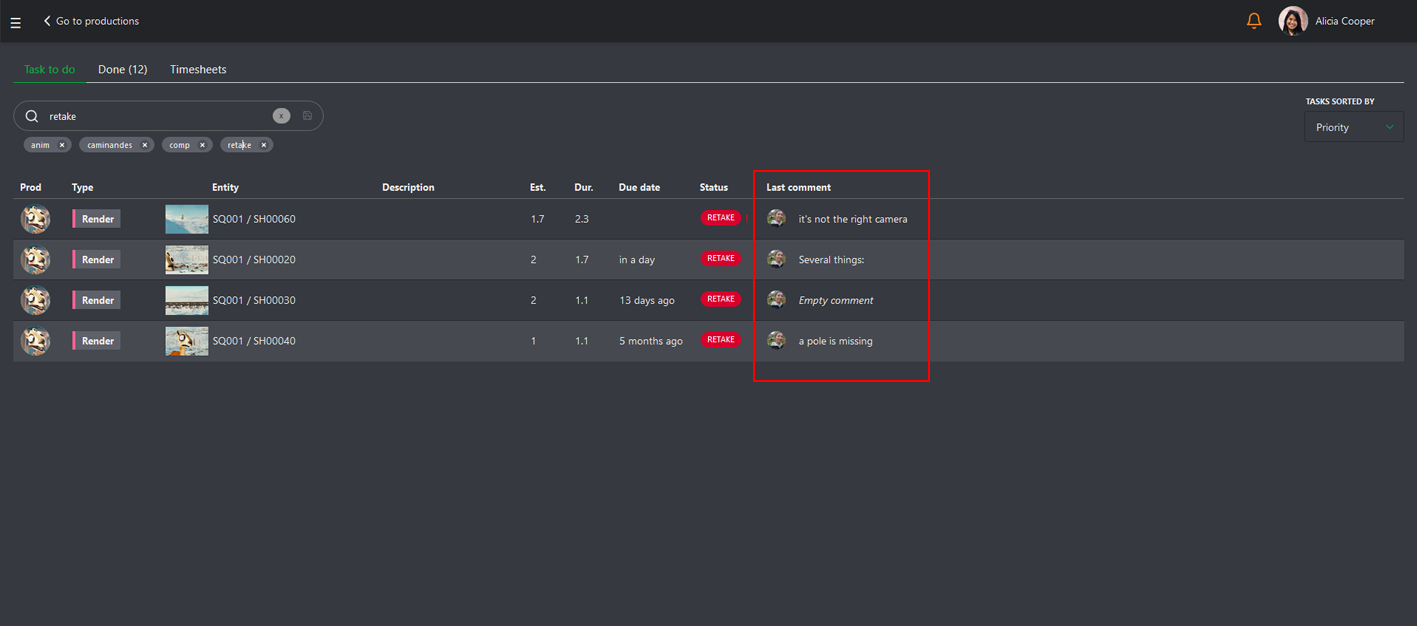 Go to productions
Alicia Cooper
Task to do Done (12) Timesheets
TASKS SORTED BY
retake x
Priority
anim × caminandes × comp × retake ×
Prod Type Entity Description Est. Dur. Due date Status Last comment
Render SQ001 / SH00060 1.7 2.3 RETAKE ! it's not the right camera
Render SQ001 / SH00020 2 1.7 in a day RETAKE Several things:
Render SQ001 / SH00030 2 1.1 13 days ago RETAKE Empty comment
Render SQ001 / SH00040 1 1.1 5 months ago RETAKE a pole is missing